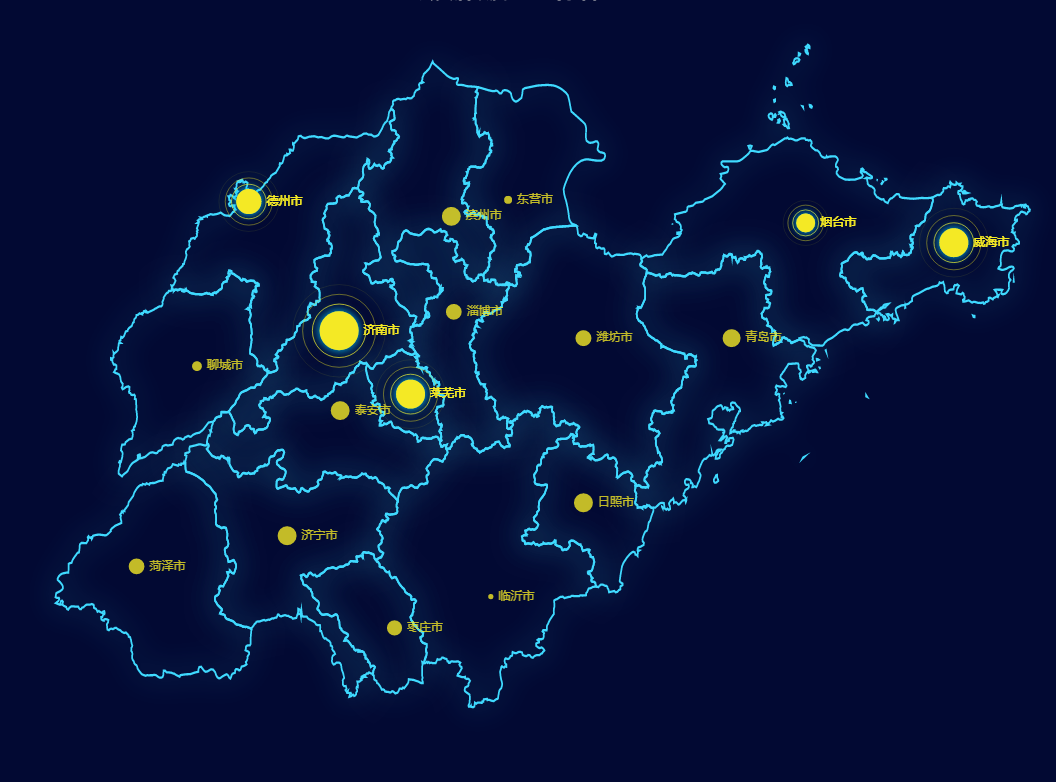 东营市
德州市
滨州市
烟台市
威海市
淄博市
济南市
潍坊市
青岛市
聊城市
莱芜市
泰安市
日照市
济宁市
菏泽市
临沂市
枣庄市